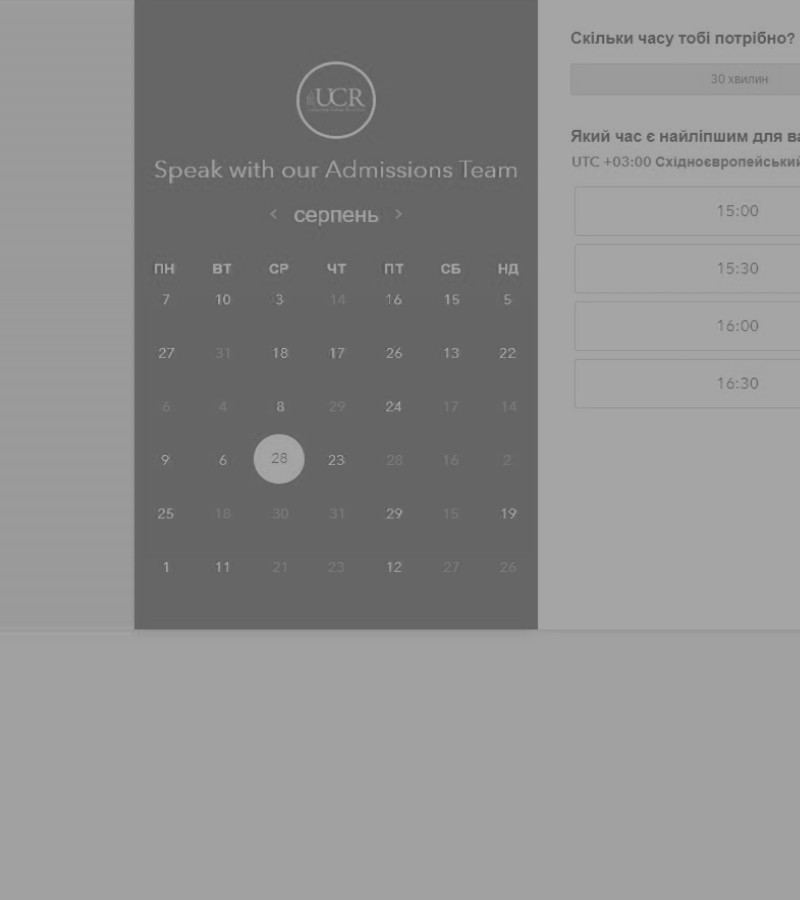 UCR
Speak with our Admissions Team
серпень
ПН ВТ СР ЧТ ПТ СБ НД
7 10 3 14 16 15 5
27 31 18 17 26 13 22
6 4 8 29 24 17 14
9 6 28 23 28 16 2
25 18 30 31 29 15 19
1 11 21 23 12 27 26
Скільки часу тобі потрібно?
30 хвилин
Який час є найліпшим для ва
UTC +03:00 Східноєвропейський
15:00
15:30
16:00
16:30